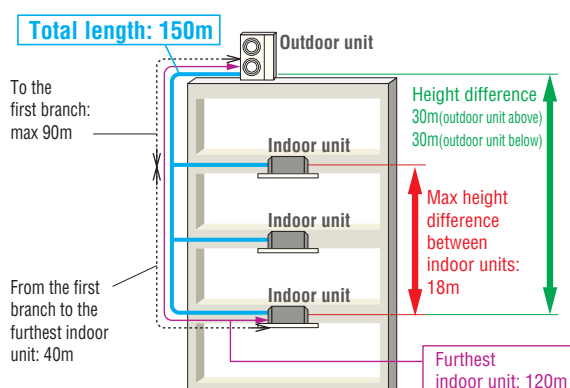 Total length: 150m
Outdoor unit
To the
first branch:
max 90m
Height difference
30m(outdoor unit above)
30m(outdoor unit below)
Indoor unit
Max height
difference
between
indoor units:
18m
Indoor unit
From the first
branch to the
furthest indoor
unit: 40m
Indoor unit
Furthest
indoor unit: 120m